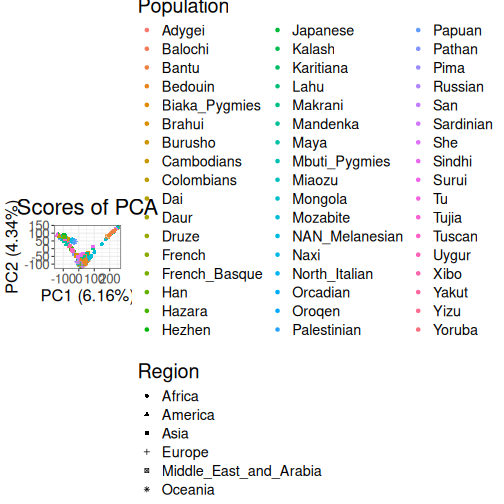 Population
Adygei
Balochi
Bantu
Bedouin
Biaka_Pygmies
Brahui
Burusho
Cambodians
Colombians
Dai
Daur
Druze
French
French_Basque
Han
Hazara
Hezhen
Japanese
Kalash
Karitiana
Lahu
Makrani
Mandenka
Maya
Mbuti_Pygmies
Miaozu
Mongola
Mozabite
NAN_Melanesian
Naxi
North_Italian
Orcadian
Oroqen
Palestinian
Papuan
Pathan
Pima
Russian
San
Sardinian
She
Sindhi
Surui
Tu
Tujia
Tuscan
Uygur
Xibo
Yakut
Yizu
Yoruba
Scores of PCA
PC2 (4.34%)
150
100
50
0
-50
-100
-100 0 100 200
PC1 (6.16%)
Region
Africa
America
Asia
Europe
Middle_East_and_Arabia
Oceania